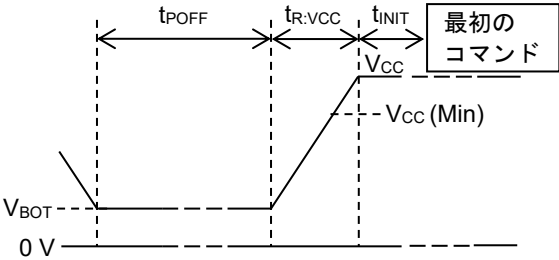 tPOFF
tR:VCC
tINIT
最初の
コマンド
VCC
VCC (Min)
VBOT
0 V